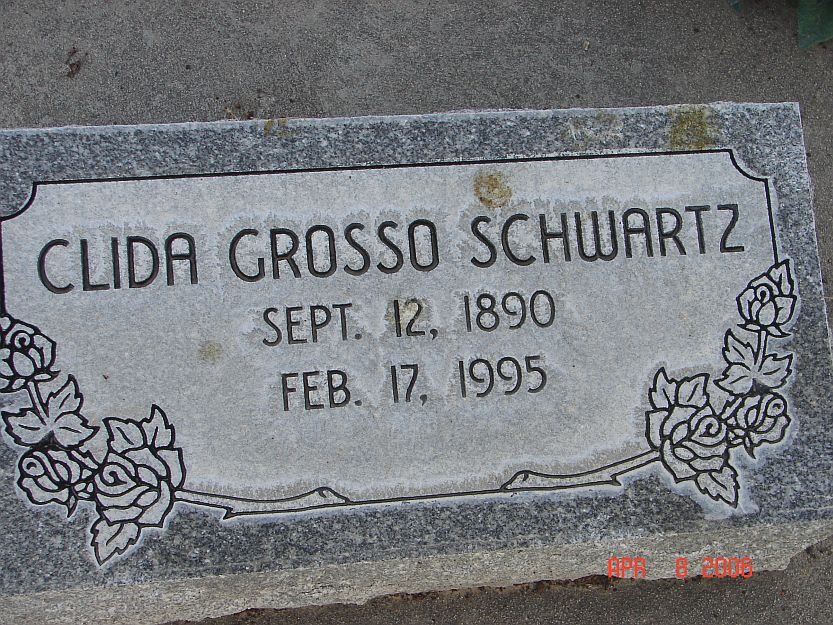 CLIDA GROSSO SCHWARTZ
SEPT. 12, 1890
FEB. 17, 1995
APR 8 2006